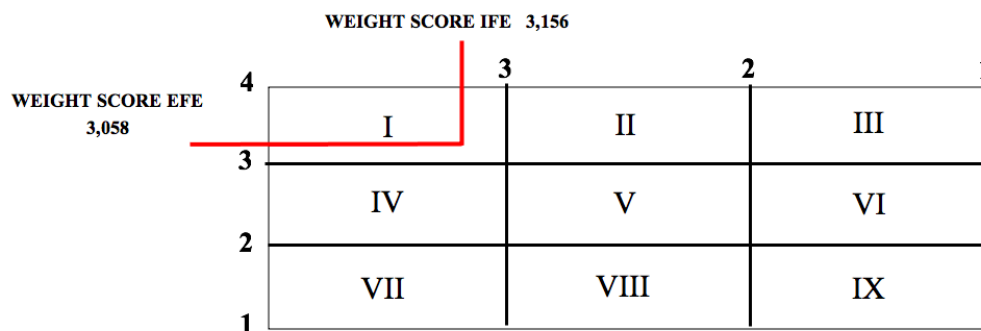 WEIGHT SCORE IFE 3,156
4 3 2
WEIGHT SCORE EFE
3,058
I II III
3
IV V VI
2
VII VIII IX
1